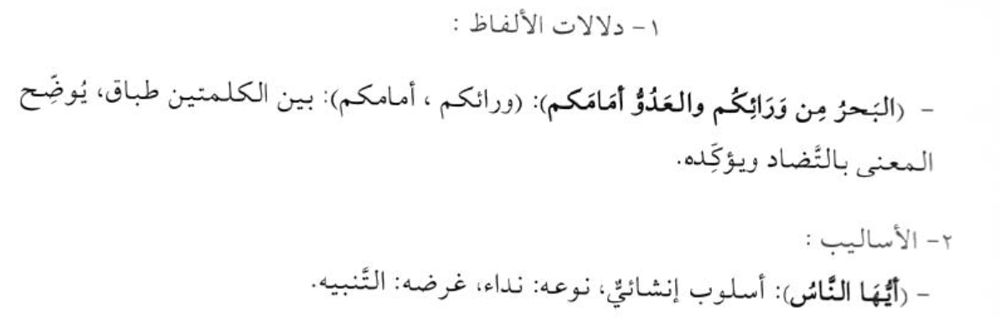 ١- دلالات الألفاظ :
- (البَحرُ مِن وَرَائِكُم والعَدُوُّ أمَامَكم): (ورائكم ، أمامكم): بين الكلمتين طباق، يُوضِّح
المعنى بالتَّضاد ويؤكِّده.
٢- الأساليب :
- (أيُّهَا النَّاسُ): أسلوب إنشائيٌّ، نوعه: نداء، غرضه: التَّنبيه.